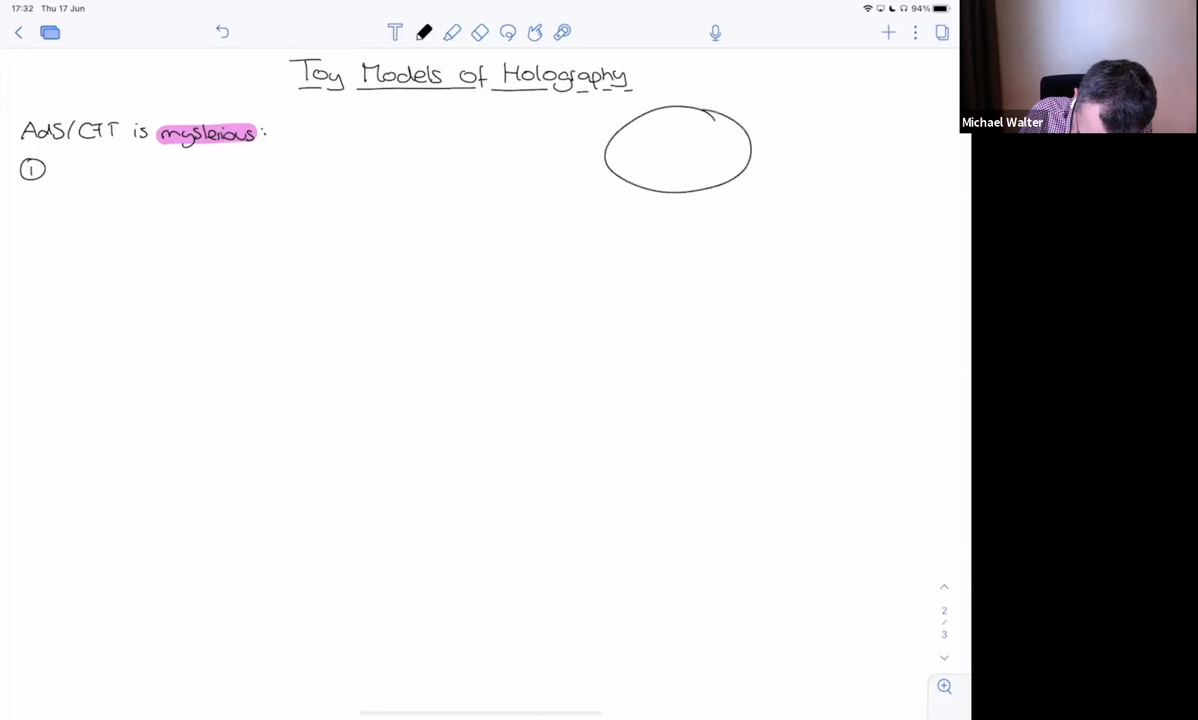 17:32 Thu 17 Jun
94%
T
Toy Models of Holography
AdS/CFT is mysterious:
①
Michael Walter
2
/
3